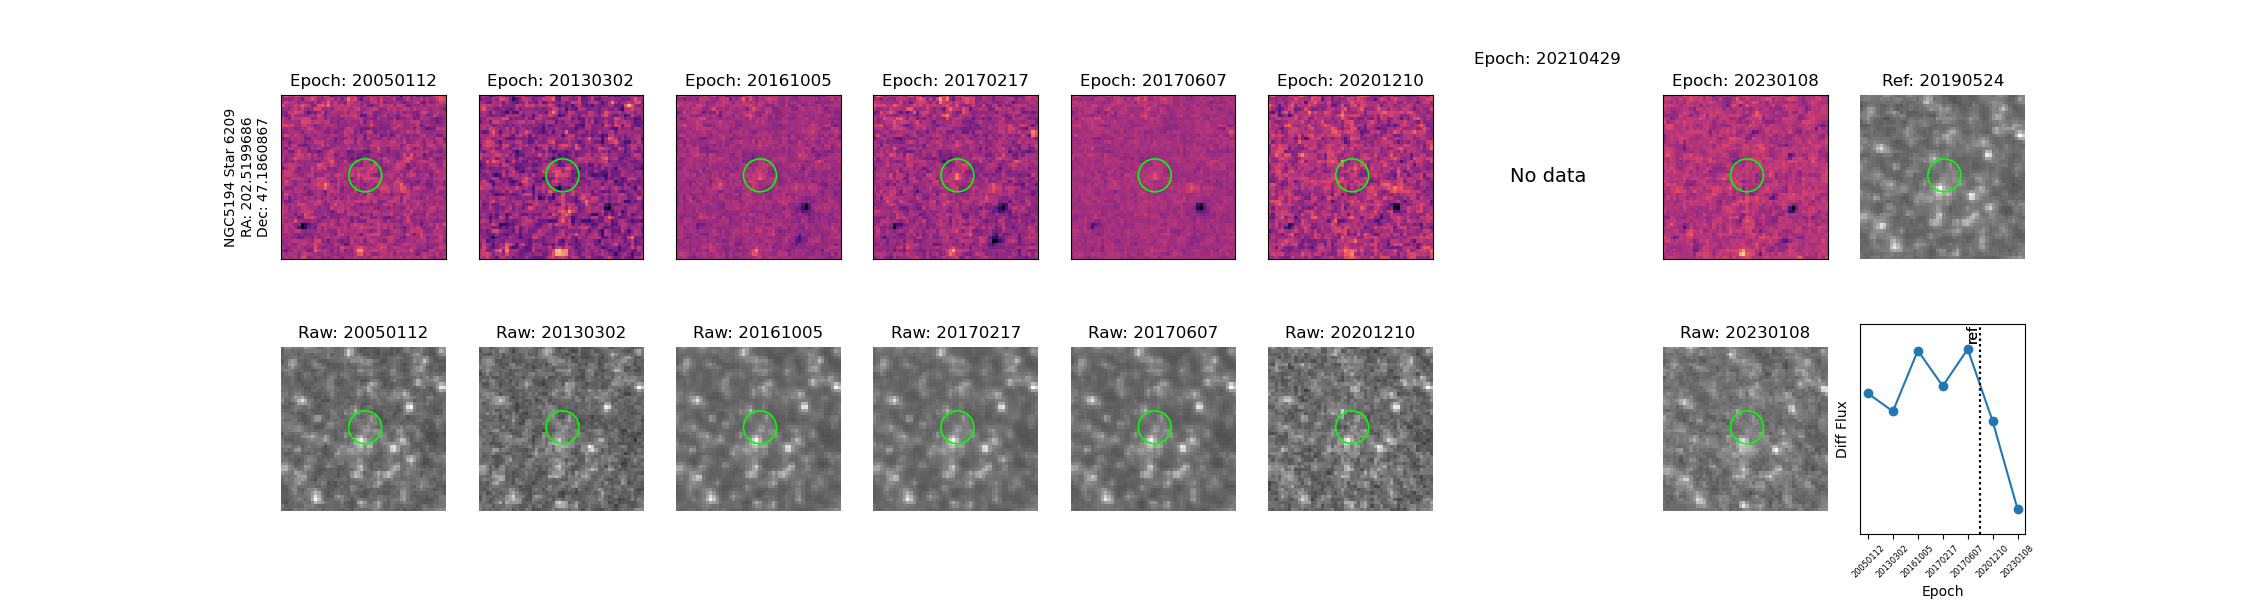 Epoch: 20210429
Epoch: 20050112
Epoch: 20130302
Epoch: 20161005
Epoch: 20170217
Epoch: 20170607
Epoch: 20201210
Epoch: 20230108
Ref: 20190524
NGC5194 Star 6209
RA: 202.5199686
Dec: 47.1860867
No data
Raw: 20050112
Raw: 20130302
Raw: 20161005
Raw: 20170217
Raw: 20170607
Raw: 20201210
Raw: 20230108
ref
Diff Flux
20050112
20130302
20161005
20170217
20170607
20201210
20230108
Epoch